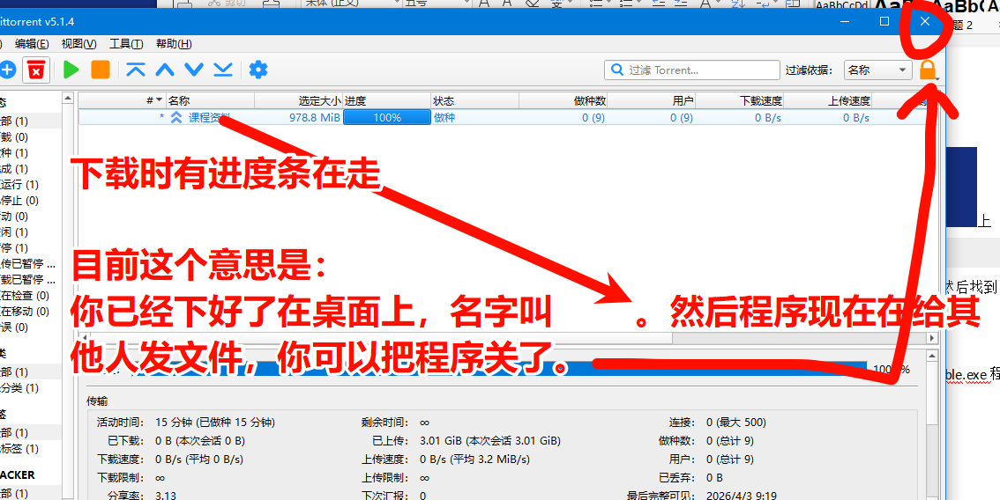 剪切
宋体 (正文)
五号
AaBbCcDd
题 2
ittorrent v5.1.4
编辑(E) 视图(V) 工具(T) 帮助(H)
过滤 Torrent...
过滤依据:
名称
# 名称 选定大小 进度 状态 做种数 用户 下载速度 上传速度
* 课程资料 978.8 MiB 100% 做种 0 (9) 0 (9) 0 B/s 0 B/s
态
部 (1)
载 (0)
种 (1)
成 (1)
运行 (1)
停止 (0)
动 (0)
闲 (1)
停 (1)
传已暂停 ...
载已暂停 ...
在检查 (0)
在移动 (0)
误 (0)
类
部 (1)
分类 (1)
签
部 (1)
标签 (1)
ACKER
部 (1)
下载时有进度条在走
目前这个意思是：
你已经下好了在桌面上，名字叫 。然后程序现在在给其
他人发文件，你可以把程序关了。
上
然后找到
ble.exe 程
传输
活动时间： 15 分钟 (已做种 15 分钟) 剩余时间： ∞ 连接： 0 (最大 500)
已下载： 0 B (本次会话 0 B) 已上传： 3.01 GiB (本次会话 3.01 GiB) 做种数： 0 (总计 9)
下载速度： 0 B/s (平均 0 B/s) 上传速度： 0 B/s (平均 3.2 MiB/s) 用户： 0 (总计 9)
下载限制： ∞ 上传限制： ∞ 已丢弃： 0 B
分享率： 3.13 下次汇报： 0 最后完整可见： 2026/4/3 9:19